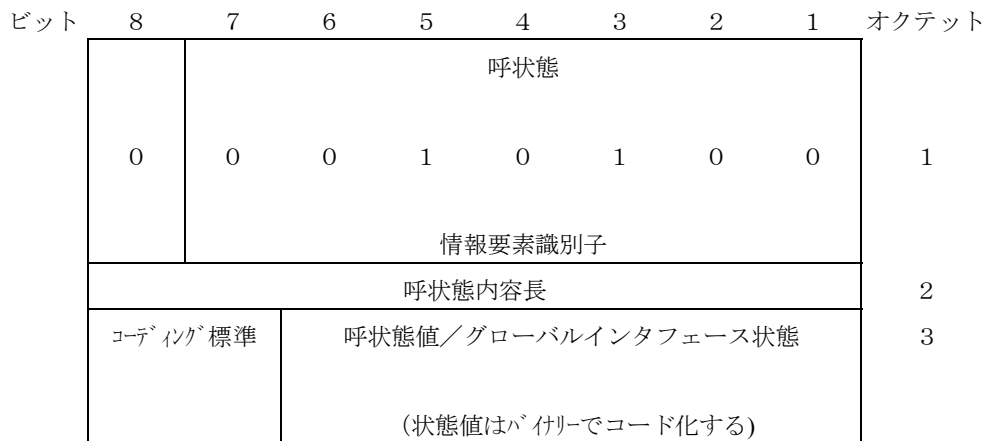 ビット 8 7 6 5 4 3 2 1 オクテット
呼状態
0 0 0 1 0 1 0 0 1
情報要素識別子
呼状態内容長 2
コーディング標準 呼状態値／グローバルインタフェース状態 3
（状態値はバイナリーでコード化する)